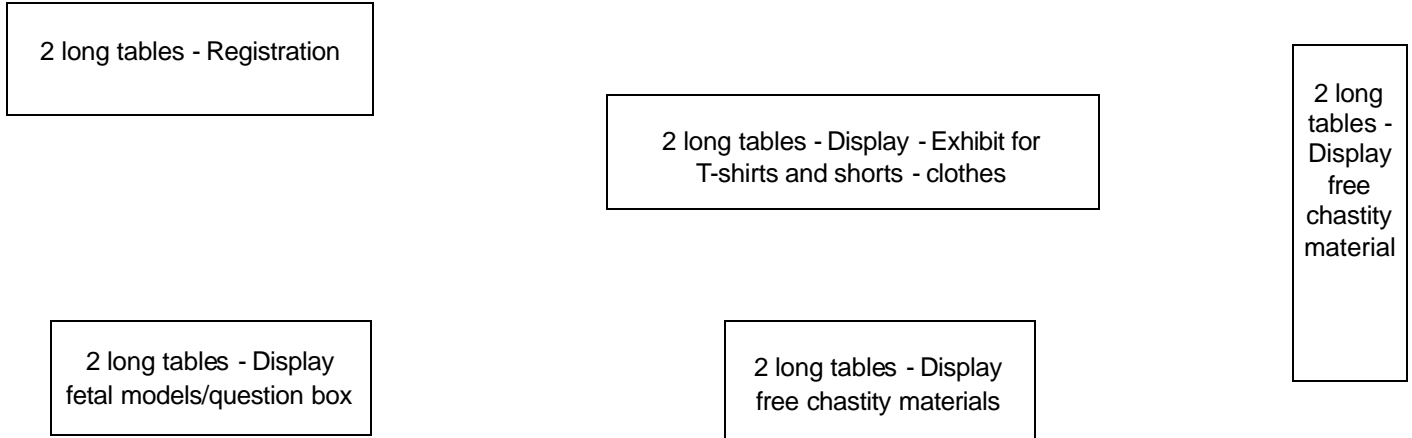 2 long tables - Registration
2 long tables - Display - Exhibit for
T-shirts and shorts - clothes
2 long
tables -
Display
free
chastity
material
2 long tables - Display
fetal models/question box
2 long tables - Display
free chastity materials